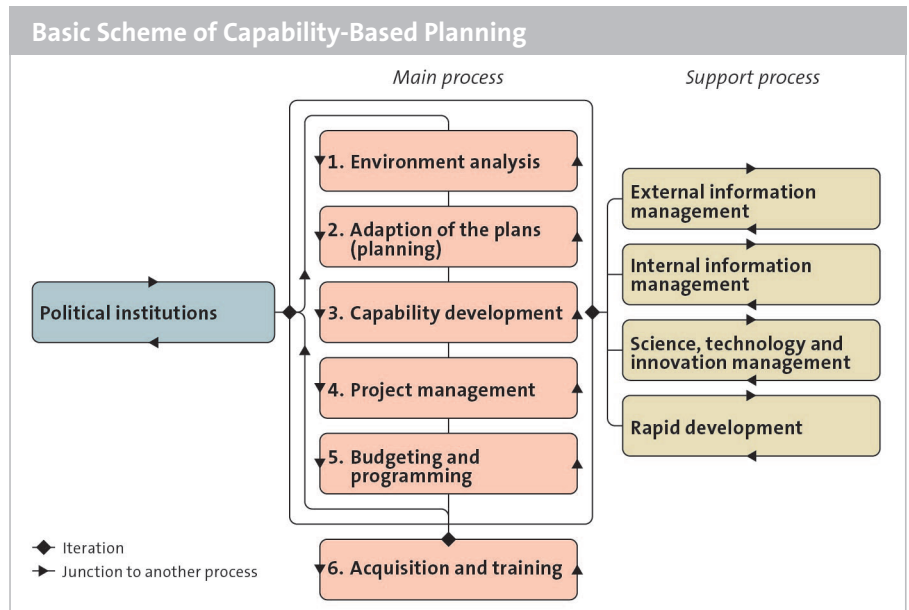 Basic Scheme of Capability-Based Planning
Main process
Support process
1. Environment analysis
2. Adaption of the plans
(planning)
3. Capability development
4. Project management
5. Budgeting and
programming
6. Acquisition and training
Political institutions
External information
management
Internal information
management
Science, technology and
innovation management
Rapid development
Iteration
Junction to another process